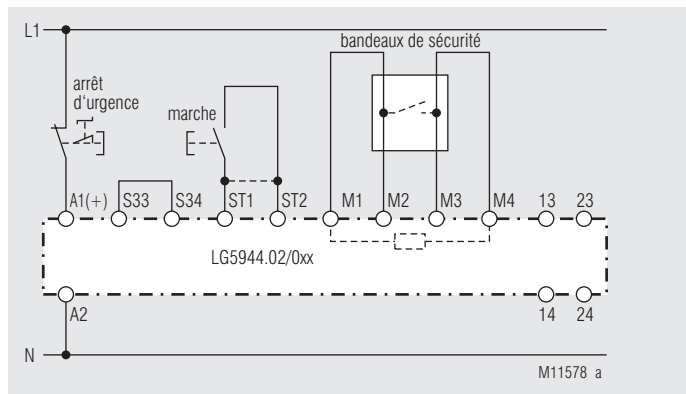 L1
bandeaux de sécurité
arrêt
d'urgence
marche
A1(+) S33 S34 ST1 ST2 M1 M2 M3 M4 13 23
LG5944.02/0xx
A2 14 24
N
M11578 a